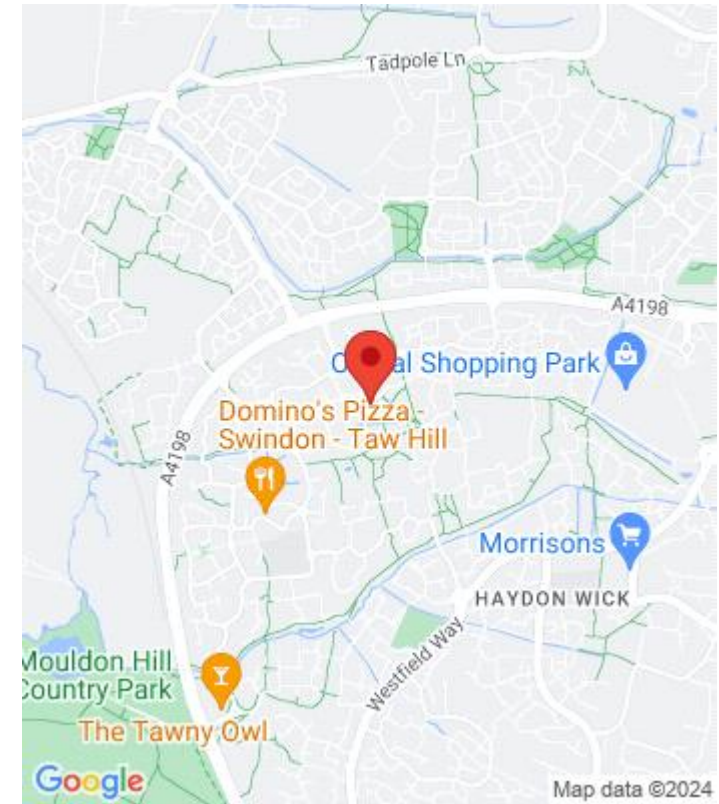 Tadpole Ln
A4198
al Shopping Park
Domino's Pizza -
Swindon - Taw Hill
A4198
Morrisons
HAYDON WICK
Westfield Way
Mouldon Hill
Country Park
The Tawny Owl
Google
Map data ©2024